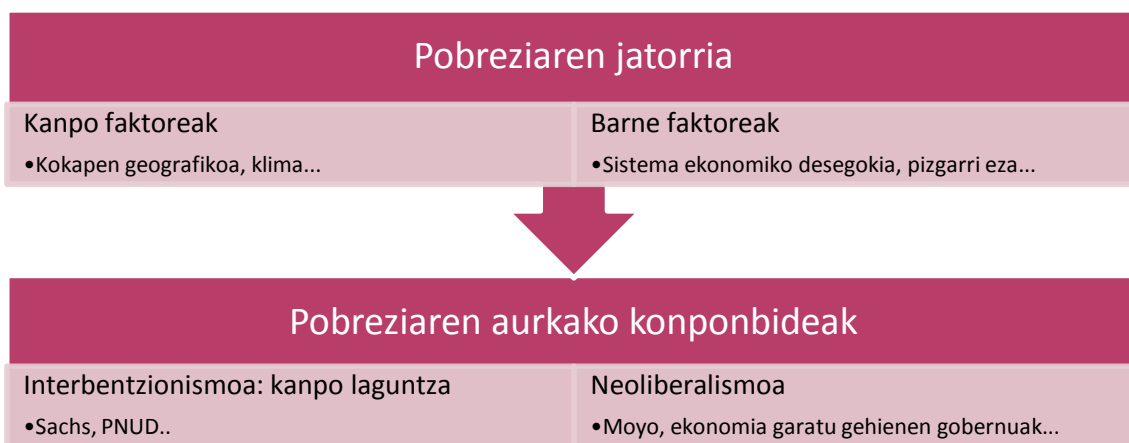 Pobreziaren jatorria
Kanpo faktoreak
•Kokapen geografikoa, klima...
Barne faktoreak
•Sistema ekonomiko desegokia, pizgarri eza...
Pobreziaren aurkako konponbideak
Interbentzionismoa: kanpo laguntza
•Sachs, PNUD..
Neoliberalismoa
•Moyo, ekonomia garatu gehienen gobernuak...